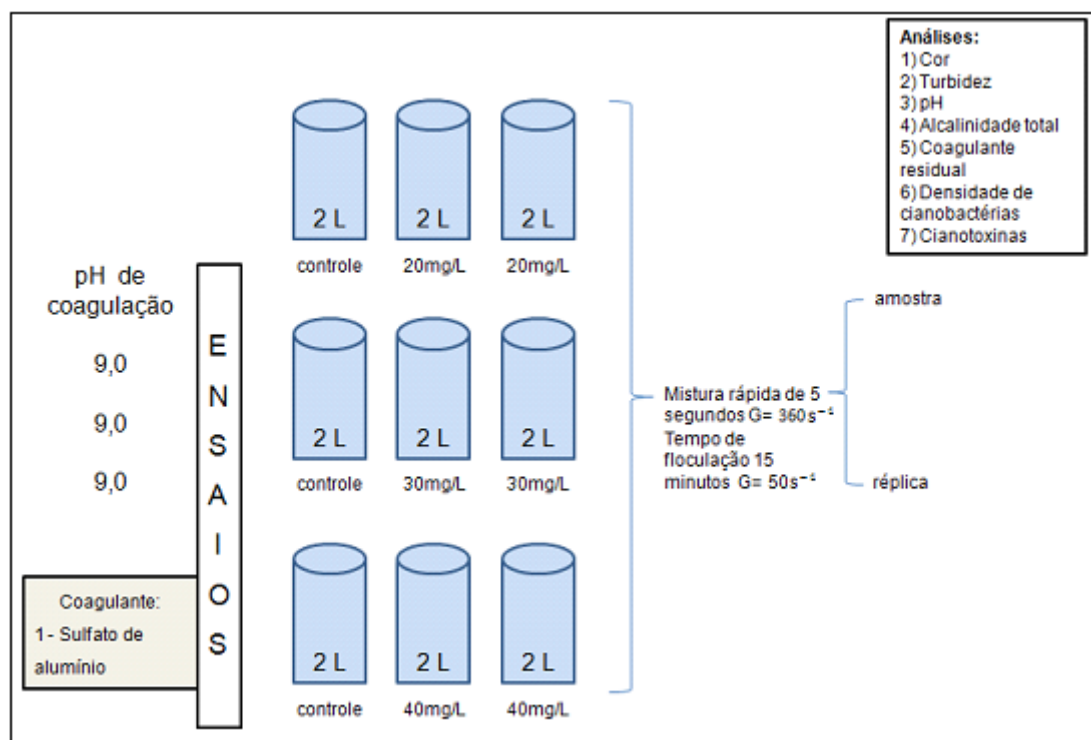 Análises:
1) Cor
2) Turbidez
3) pH
4) Alcalinidade total
5) Coagulante
residual
6) Densidade de
cianobactérias
7) Cianotoxinas
2 L
2 L
2 L
controle
20mg/L
20mg/L
pH de
coagulação
9,0
9,0
9,0
E
N
S
A
I
O
S
2 L
2 L
2 L
controle
30mg/L
30mg/L
Mistura rápida de 5
segundos G= 360s⁻¹
Tempo de
floculação 15
minutos G= 50s⁻¹
amostra
réplica
Coagulante:
1 - Sulfato de
alumínio
2 L
2 L
2 L
controle
40mg/L
40mg/L